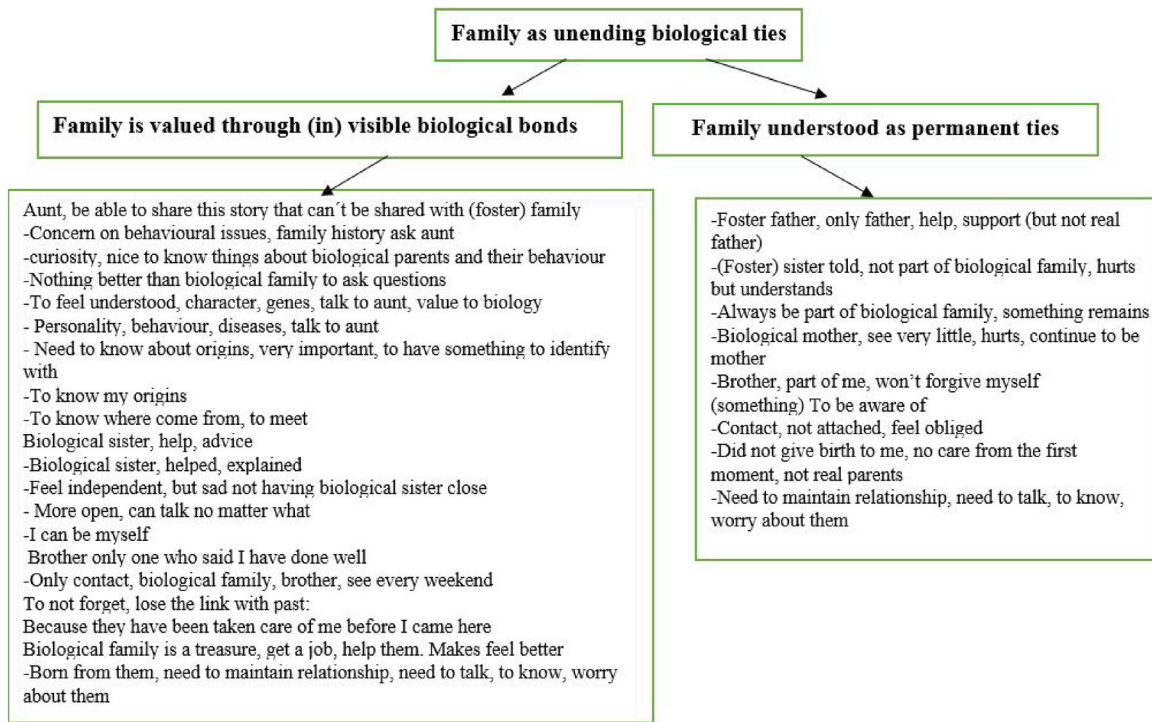 Family as unending biological ties
Family is valued through (in) visible biological bonds
Family understood as permanent ties
Aunt, be able to share this story that can´t be shared with (foster) family
-Concern on behavioural issues, family history ask aunt
-curiosity, nice to know things about biological parents and their behaviour
-Nothing better than biological family to ask questions
-To feel understood, character, genes, talk to aunt, value to biology
- Personality, behaviour, diseases, talk to aunt
- Need to know about origins, very important, to have something to identify
with
-To know my origins
-To know where come from, to meet
Biological sister, help, advice
-Biological sister, helped, explained
-Feel independent, but sad not having biological sister close
- More open, can talk no matter what
-I can be myself
Brother only one who said I have done well
-Only contact, biological family, brother, see every weekend
To not forget, lose the link with past:
Because they have been taken care of me before I came here
Biological family is a treasure, get a job, help them. Makes feel better
-Born from them, need to maintain relationship, need to talk, to know, worry
about them
-Foster father, only father, help, support (but not real
father)
-(Foster) sister told, not part of biological family, hurts
but understands
-Always be part of biological family, something remains
-Biological mother, see very little, hurts, continue to be
mother
-Brother, part of me, won’t forgive myself
(something) To be aware of
-Contact, not attached, feel obliged
-Did not give birth to me, no care from the first
moment, not real parents
-Need to maintain relationship, need to talk, to know,
worry about them